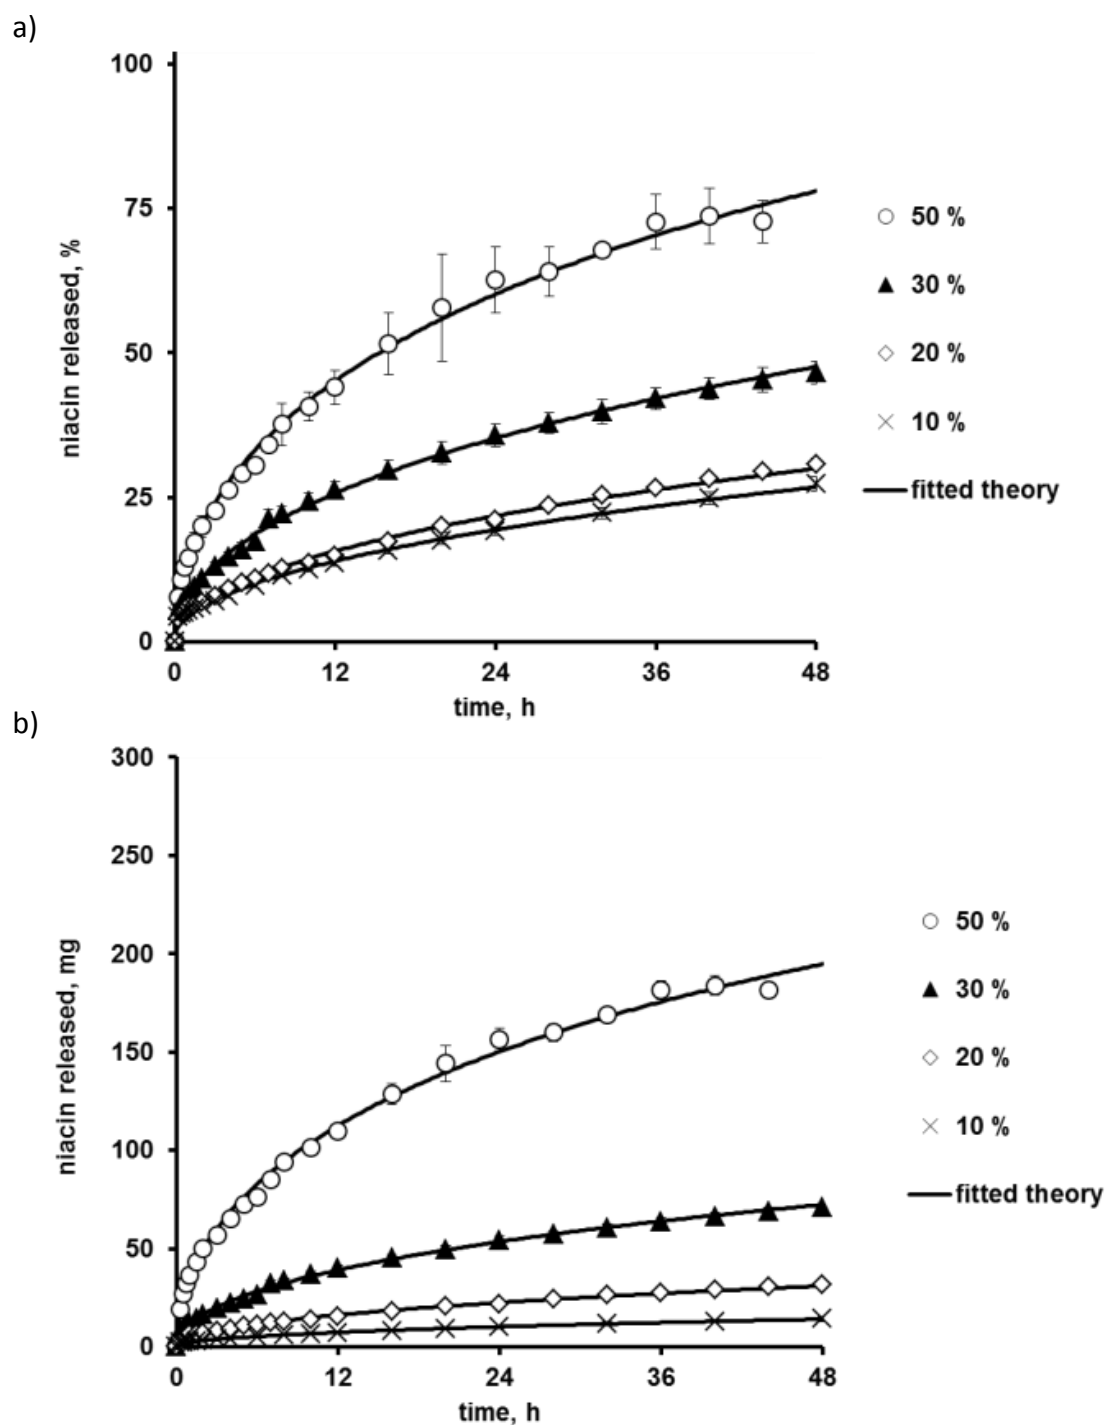 a)
100
75
50
25
0
niacin released, %
0 12 24 36 48
time, h
50 %
30 %
20 %
10 %
fitted theory
b)
300
250
200
150
100
50
0
niacin released, mg
0 12 24 36 48
time, h
50 %
30 %
20 %
10 %
fitted theory